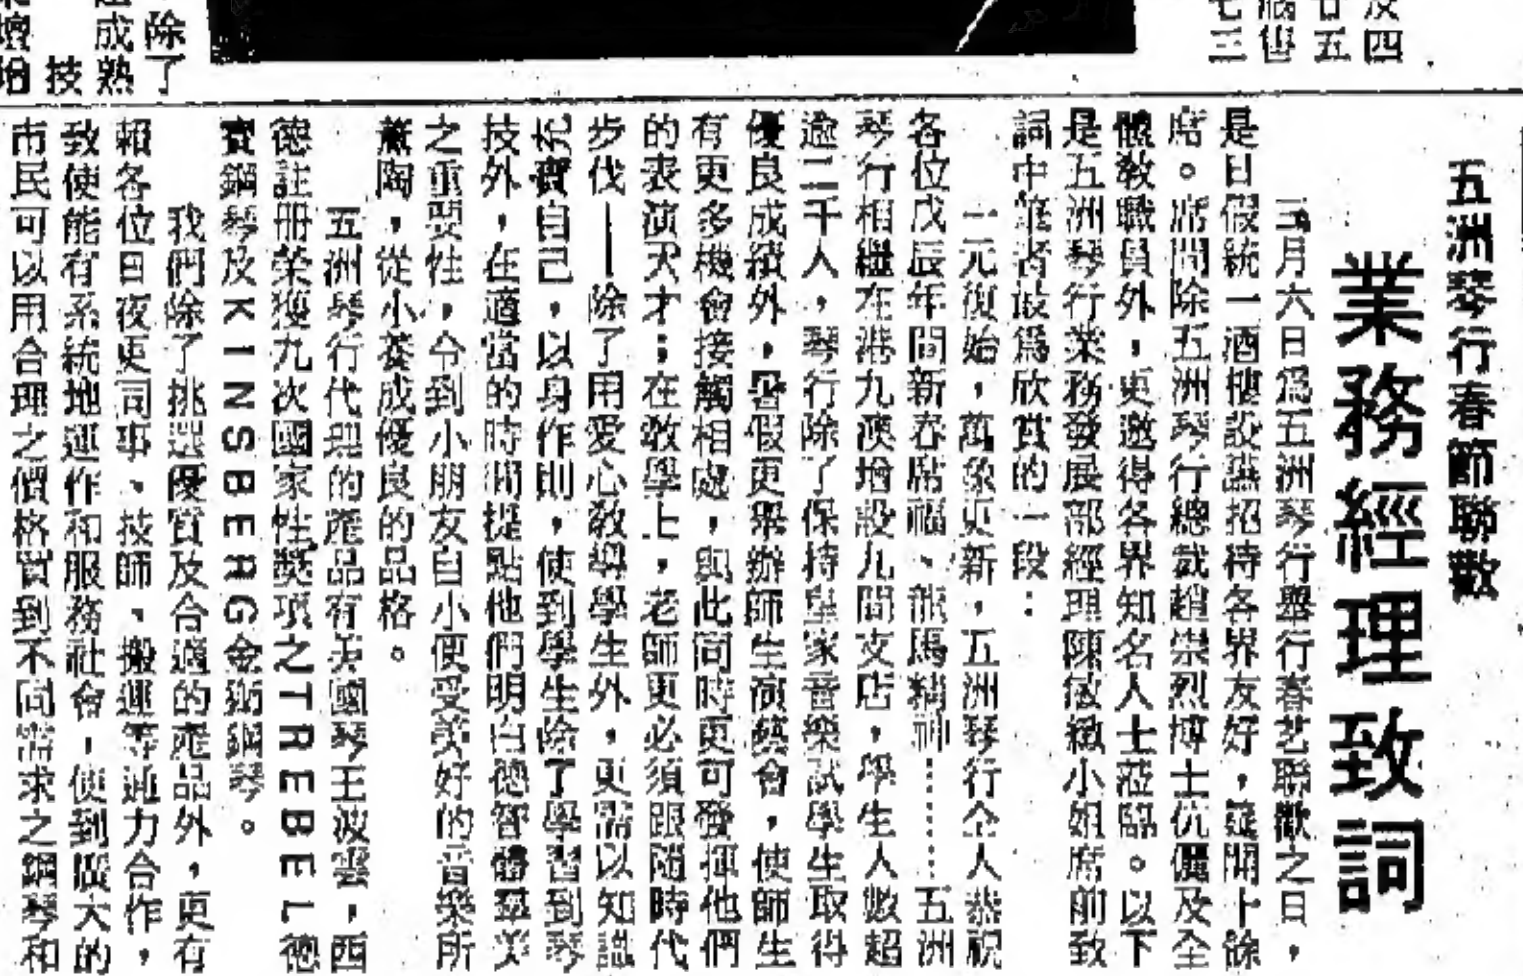 五洲琴行春節聯歡
業務經理致詞
三月六日為五洲琴行舉行春茗聯歡之日，
是日假統一酒樓設讌招待各界友好，筵開卜餘
席。席間除五洲琴行總裁趙崇烈博士伉儷及全
體教職員外，更邀得各界知名人士蒞臨。以下
是五洲琴行業務發展部經理陳敏緻小姐席前致
詞中筆者最為欣賞的一段：
一元復始，萬象更新，五洲琴行仝人恭祝
各位戊辰年間新春席福、龍馬精神……五洲
琴行相繼在港九澳增設九間支店，學生人數超
逾二千人，琴行除了保持皇家音樂試學生取得
優良成績外，暑假更舉辦師生演藝會，使師生
有更多機會接觸相處，與此同時更可發揮他們
的表演天才；在教學上，老師更必須跟隨時代
步伐——除了用愛心教導學生外，更需以知識
充實自己，以身作則，使到學生除了學習到琴
技外，在適當的時間提點他們明白德智體羣美
之重要性，令到小朋友自小便受美好的音樂所
薰陶，從小養成優良的品格。
五洲琴行代理的產品有美國琴王波雲，西
德註册榮獲九次國家性獎項之TREBEL德
寶鋼琴及KINSBERG金斯鋼琴。
我們除了挑選優質及合適的產品外，更有
賴各位日夜更司事、技師、搬運等通力合作，
致使能有系統地運作和服務社會，使到廣大的
市民可以用合理之價格買到不同需求之鋼琴和
除了
成熟
技
及四
廿五
七三